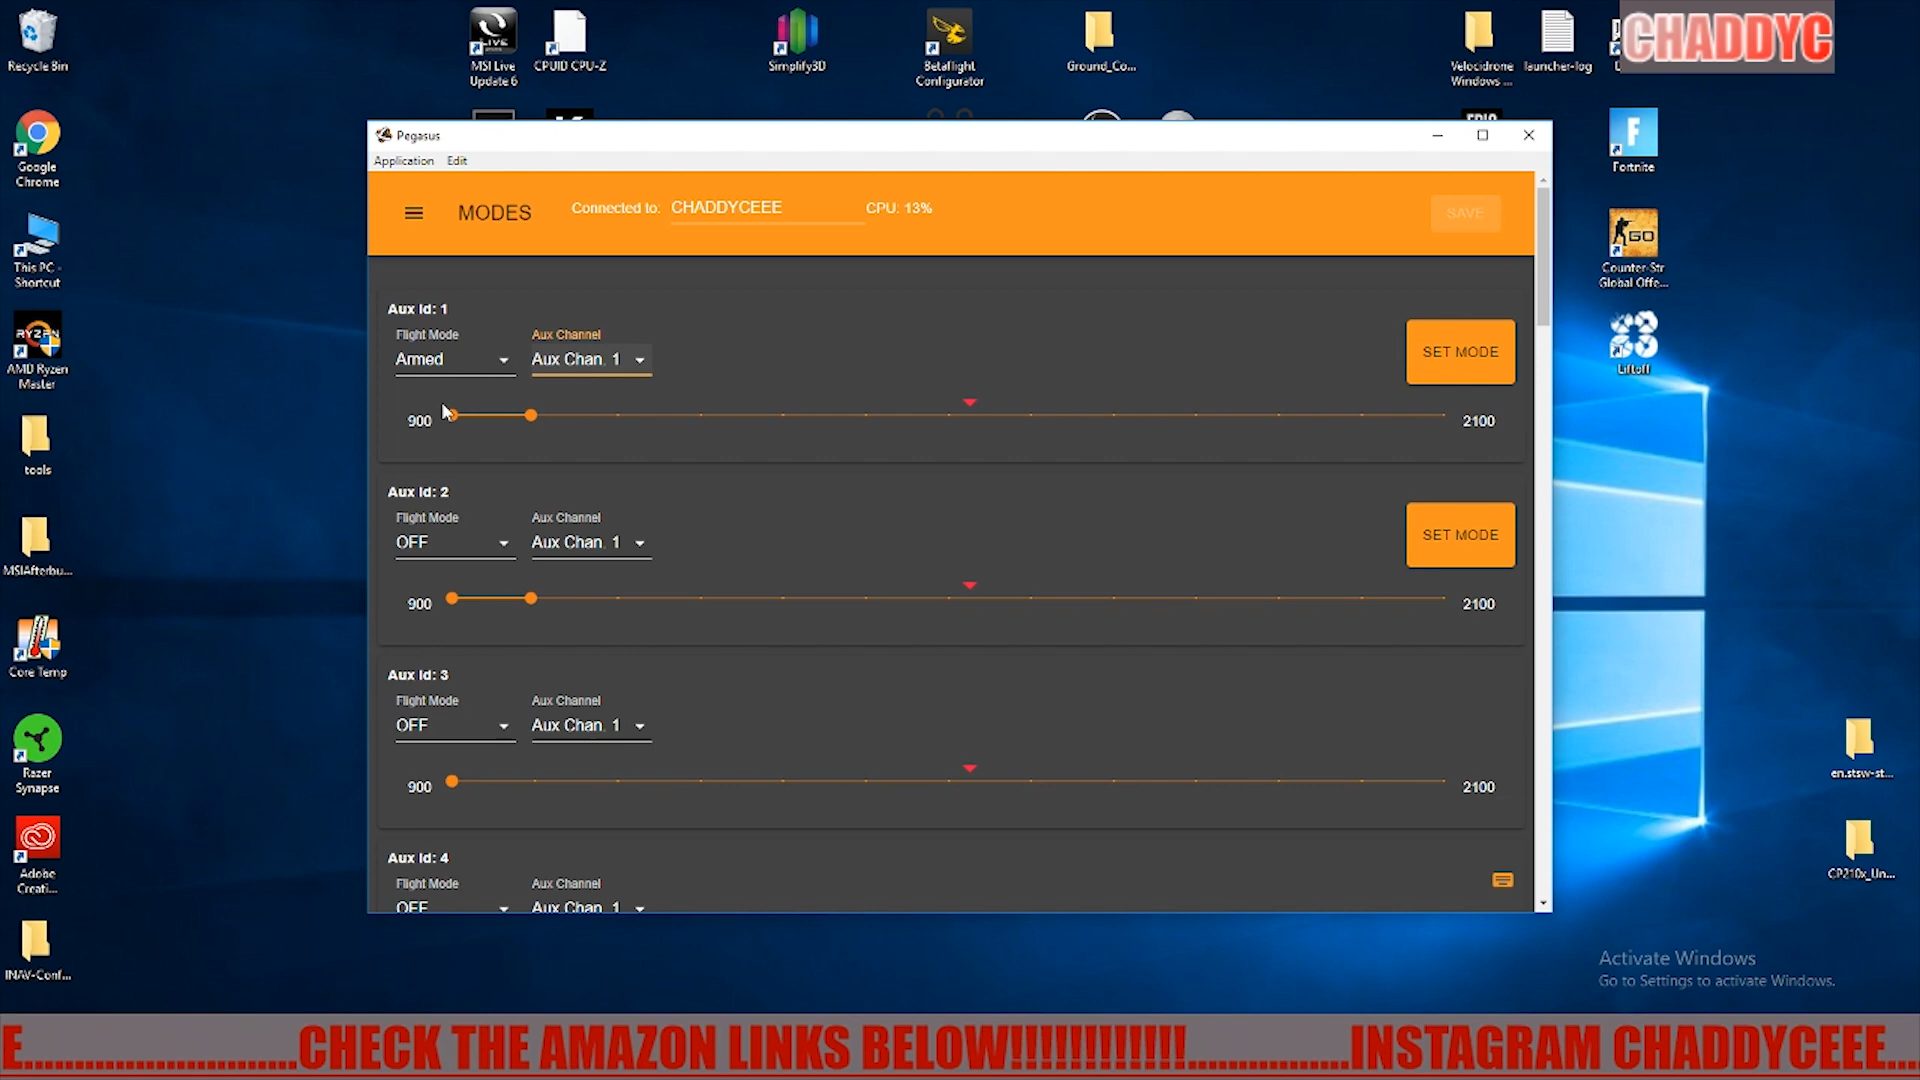 Recycle Bin
MSI Live
Update 6
CPUID CPU-Z
Simplify3D
Betaflight
Configurator
Ground_Co...
Velocidrone
Windows ...
launcher-log
CHADDYC
Google
Chrome
This PC -
Shortcut
AMD Ryzen
Master
tools
MSIAfterbu...
Core Temp
Razer
Synapse
Adobe
Creati...
INAV-Conf...
Fortnite
Counter-Str
Global Offe...
Liftoff
en.stsw-st...
CP210x_Un...
Pegasus
Application Edit
MODES
Connected to: CHADDYCEEE
CPU: 13%
SAVE
Aux Id: 1
Flight Mode Aux Channel
Armed Aux Chan. 1
SET MODE
900 2100
Aux Id: 2
Flight Mode Aux Channel
OFF Aux Chan. 1
SET MODE
900 2100
Aux Id: 3
Flight Mode Aux Channel
OFF Aux Chan. 1
900 2100
Aux Id: 4
Flight Mode Aux Channel
OFF Aux Chan. 1
Activate Windows
Go to Settings to activate Windows.
E.........................CHECK THE AMAZON LINKS BELOW!!!!!!!!!!!!!...............INSTAGRAM CHADDYCEEE....